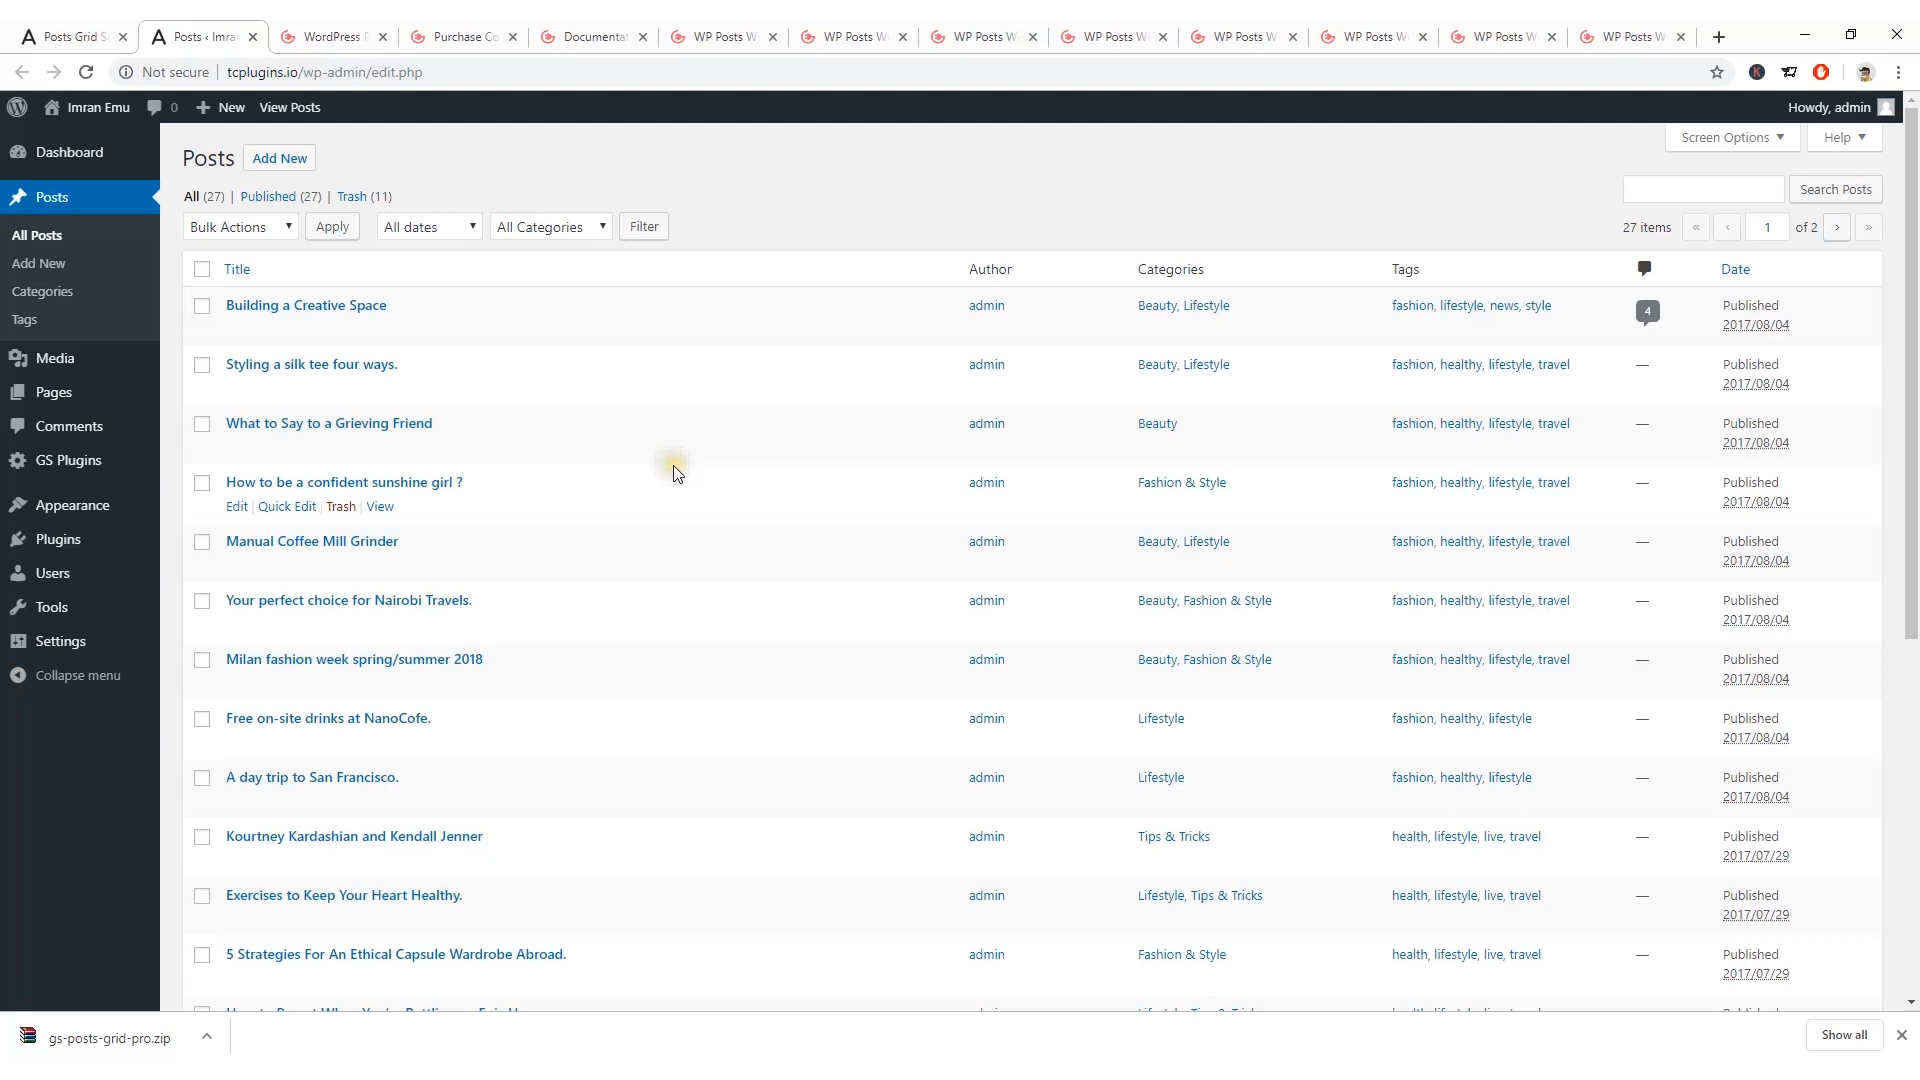 Posts Grid S
Posts ‹ Imra
WordPress P
Purchase Co
Documentat
WP Posts W
WP Posts W
WP Posts W
WP Posts W
WP Posts W
WP Posts W
WP Posts W
WP Posts W
Not secure tcplugins.io/wp-admin/edit.php
Imran Emu 0 New View Posts Howdy, admin
Screen Options Help
Dashboard
Posts
All Posts
Add New
Categories
Tags
Media
Pages
Comments
GS Plugins
Appearance
Plugins
Users
Tools
Settings
Collapse menu
Posts Add New
All (27) | Published (27) | Trash (11)
Search Posts
Bulk Actions Apply All dates All Categories Filter 27 items « ‹ 1 of 2 › »
Title Author Categories Tags Date
Building a Creative Space admin Beauty, Lifestyle fashion, lifestyle, news, style 4 Published
2017/08/04
Styling a silk tee four ways. admin Beauty, Lifestyle fashion, healthy, lifestyle, travel — Published
2017/08/04
What to Say to a Grieving Friend admin Beauty fashion, healthy, lifestyle, travel — Published
2017/08/04
How to be a confident sunshine girl ? admin Fashion & Style fashion, healthy, lifestyle, travel — Published
Edit | Quick Edit | Trash | View 2017/08/04
Manual Coffee Mill Grinder admin Beauty, Lifestyle fashion, healthy, lifestyle, travel — Published
2017/08/04
Your perfect choice for Nairobi Travels. admin Beauty, Fashion & Style fashion, healthy, lifestyle, travel — Published
2017/08/04
Milan fashion week spring/summer 2018 admin Beauty, Fashion & Style fashion, healthy, lifestyle, travel — Published
2017/08/04
Free on-site drinks at NanoCofe. admin Lifestyle fashion, healthy, lifestyle — Published
2017/08/04
A day trip to San Francisco. admin Lifestyle fashion, healthy, lifestyle — Published
2017/08/04
Kourtney Kardashian and Kendall Jenner admin Tips & Tricks health, lifestyle, live, travel — Published
2017/07/29
Exercises to Keep Your Heart Healthy. admin Lifestyle, Tips & Tricks health, lifestyle, live, travel — Published
2017/07/29
5 Strategies For An Ethical Capsule Wardrobe Abroad. admin Fashion & Style health, lifestyle, live, travel — Published
2017/07/29
gs-posts-grid-pro.zip Show all